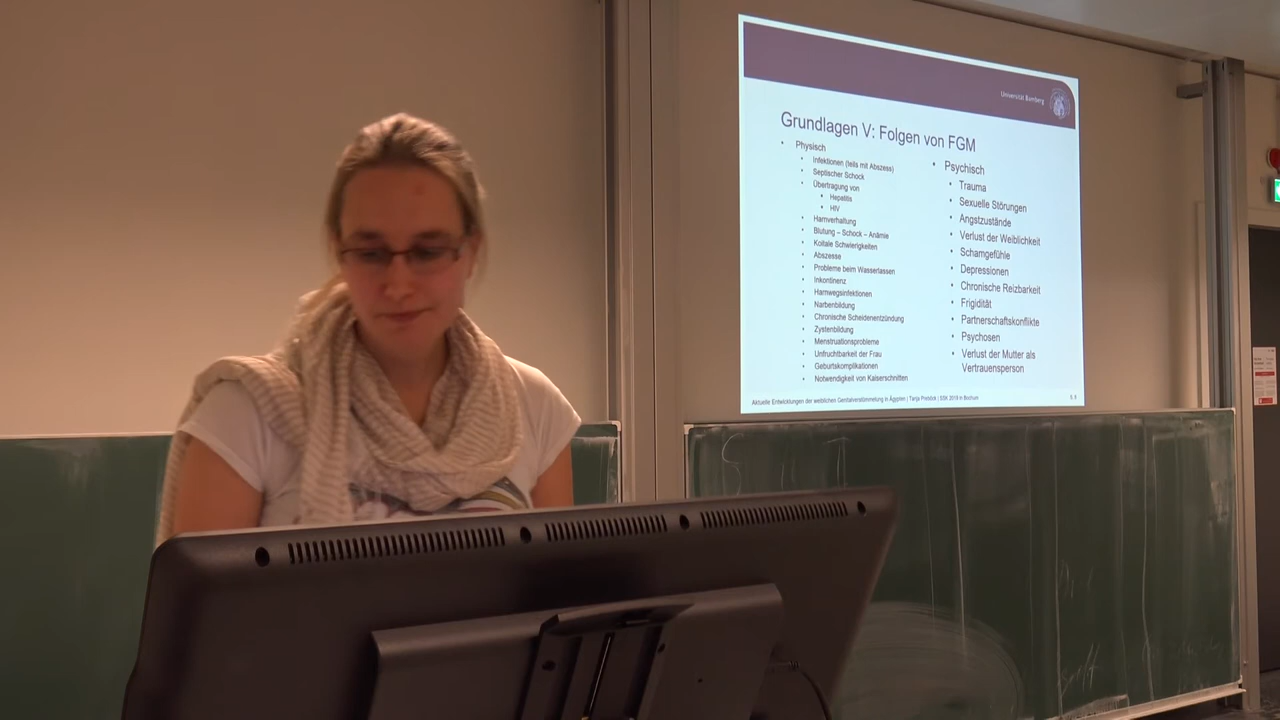 Universität Bamberg
Grundlagen V: Folgen von FGM
• Physisch
• Infektionen (teils mit Abszess)
• Septischer Schock
• Übertragung von
• Hepatitis
• HIV
• Harnverhaltung
• Blutung – Schock – Anämie
• Koitale Schwierigkeiten
• Abszesse
• Probleme beim Wasserlassen
• Inkontinenz
• Harnwegsinfektionen
• Narbenbildung
• Chronische Scheidenentzündung
• Zystenbildung
• Menstruationsprobleme
• Unfruchtbarkeit der Frau
• Geburtskomplikationen
• Notwendigkeit von Kaiserschnitten
• Psychisch
• Trauma
• Sexuelle Störungen
• Angstzustände
• Verlust der Weiblichkeit
• Schamgefühle
• Depressionen
• Chronische Reizbarkeit
• Frigidität
• Partnerschaftskonflikte
• Psychosen
• Verlust der Mutter als
Vertrauensperson
Aktuelle Entwicklungen der weiblichen Genitalverstümmelung in Ägypten | Tanja | SSK 2019 in Bochum